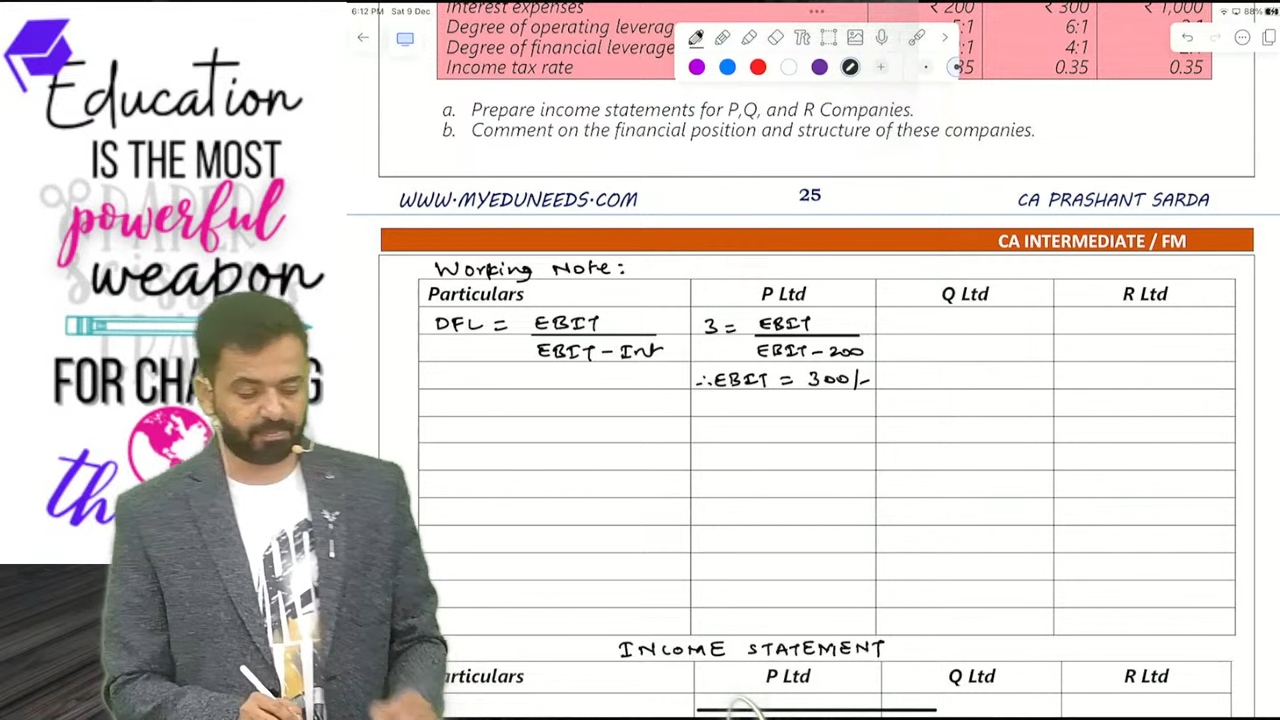 6:12 PM Sat 9 Dec
88%
Education
IS THE MOST
powerful
weapon
FOR
Interest expenses ₹ 200 ₹ 300 ₹ 1,000
Degree of operating leverage 6:1
Degree of financial leverage 4:1
Income tax rate 0.35 0.35
Tt
a. Prepare income statements for P,Q, and R Companies.
b. Comment on the financial position and structure of these companies.
WWW.MYEDUNEEDS.COM 25 CA PRASHANT SARDA
CA INTERMEDIATE / FM
Working Note:
Particulars P Ltd Q Ltd R Ltd
DFL = EBIT 3 = EBIT
EBIT - Int EBIT - 200
∴EBIT = 300/-
INCOME STATEMENT
articulars P Ltd Q Ltd R Ltd